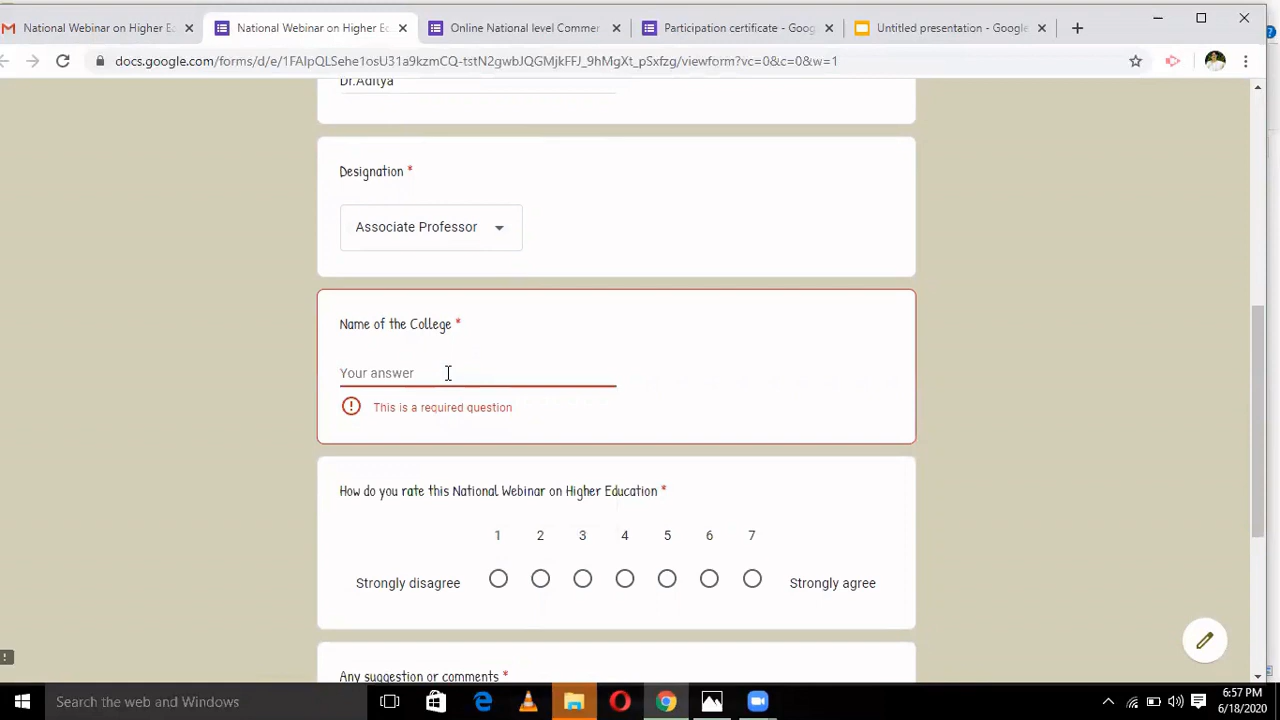 National Webinar on Higher E
National Webinar on Higher Ec
Online National level Commer
Participation certificate - Goog
Untitled presentation - Google
docs.google.com/forms/d/e/1FAIpQLSehe1osU31a9kzmCQ-tstN2gwbJQGMjkFFJ_9hMgXt_pSxfzg/viewform?vc=0&c=0&w=1
Dr.Aditya
Designation *
Associate Professor
Name of the College *
Your answer
This is a required question
How do you rate this National Webinar on Higher Education *
1 2 3 4 5 6 7
Strongly disagree
Strongly agree
Any suggestion or comments *
Search the web and Windows
6:57 PM
6/18/2020